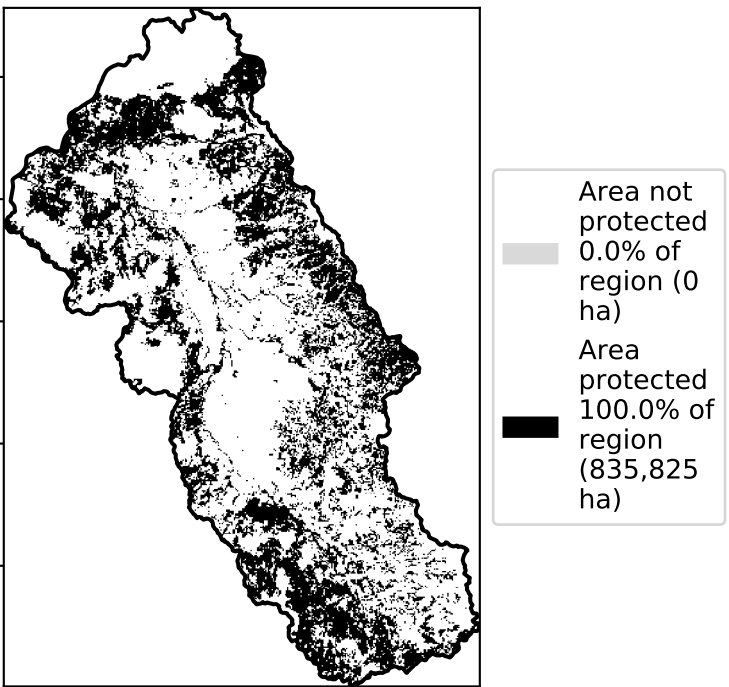 Area not
protected
0.0% of
region (0
ha)
Area
protected
100.0% of
region
(835,825
ha)